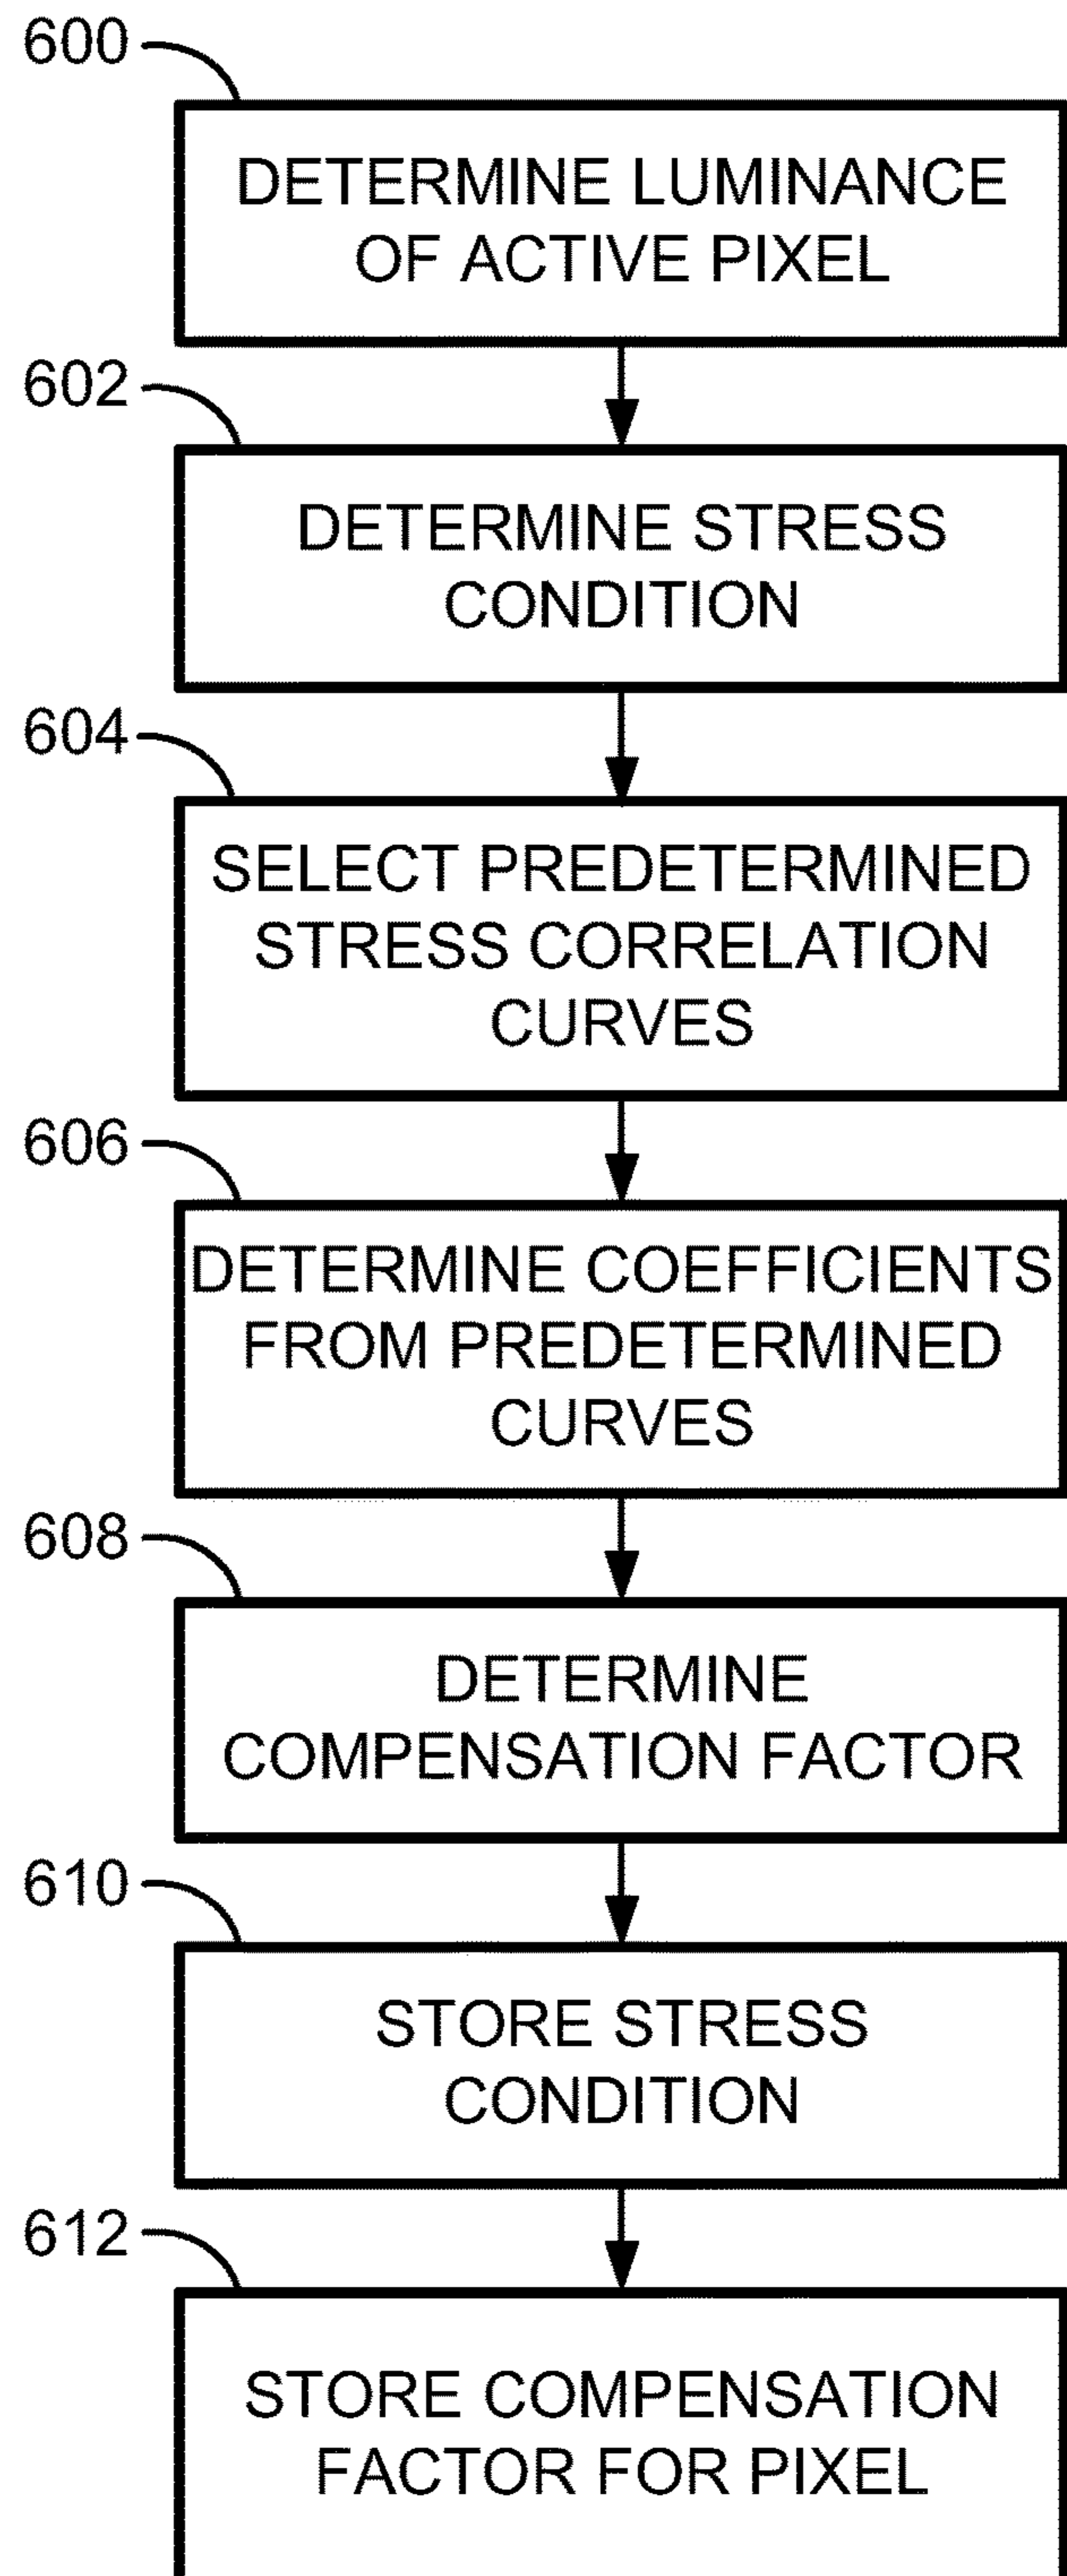 600
DETERMINE LUMINANCE
OF ACTIVE PIXEL
602
DETERMINE STRESS
CONDITION
604
SELECT PREDETERMINED
STRESS CORRELATION
CURVES
606
DETERMINE COEFFICIENTS
FROM PREDETERMINED
CURVES
608
DETERMINE
COMPENSATION FACTOR
610
STORE STRESS
CONDITION
612
STORE COMPENSATION
FACTOR FOR PIXEL